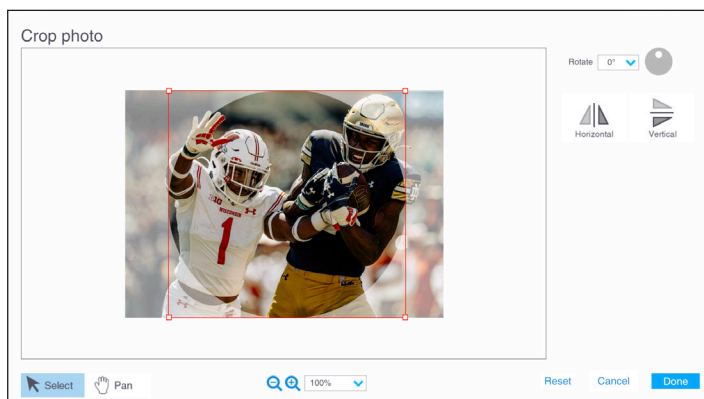 Crop photo
Rotate 0°
Horizontal Vertical
WISCONSIN
1
Select Pan
100%
Reset Cancel Done